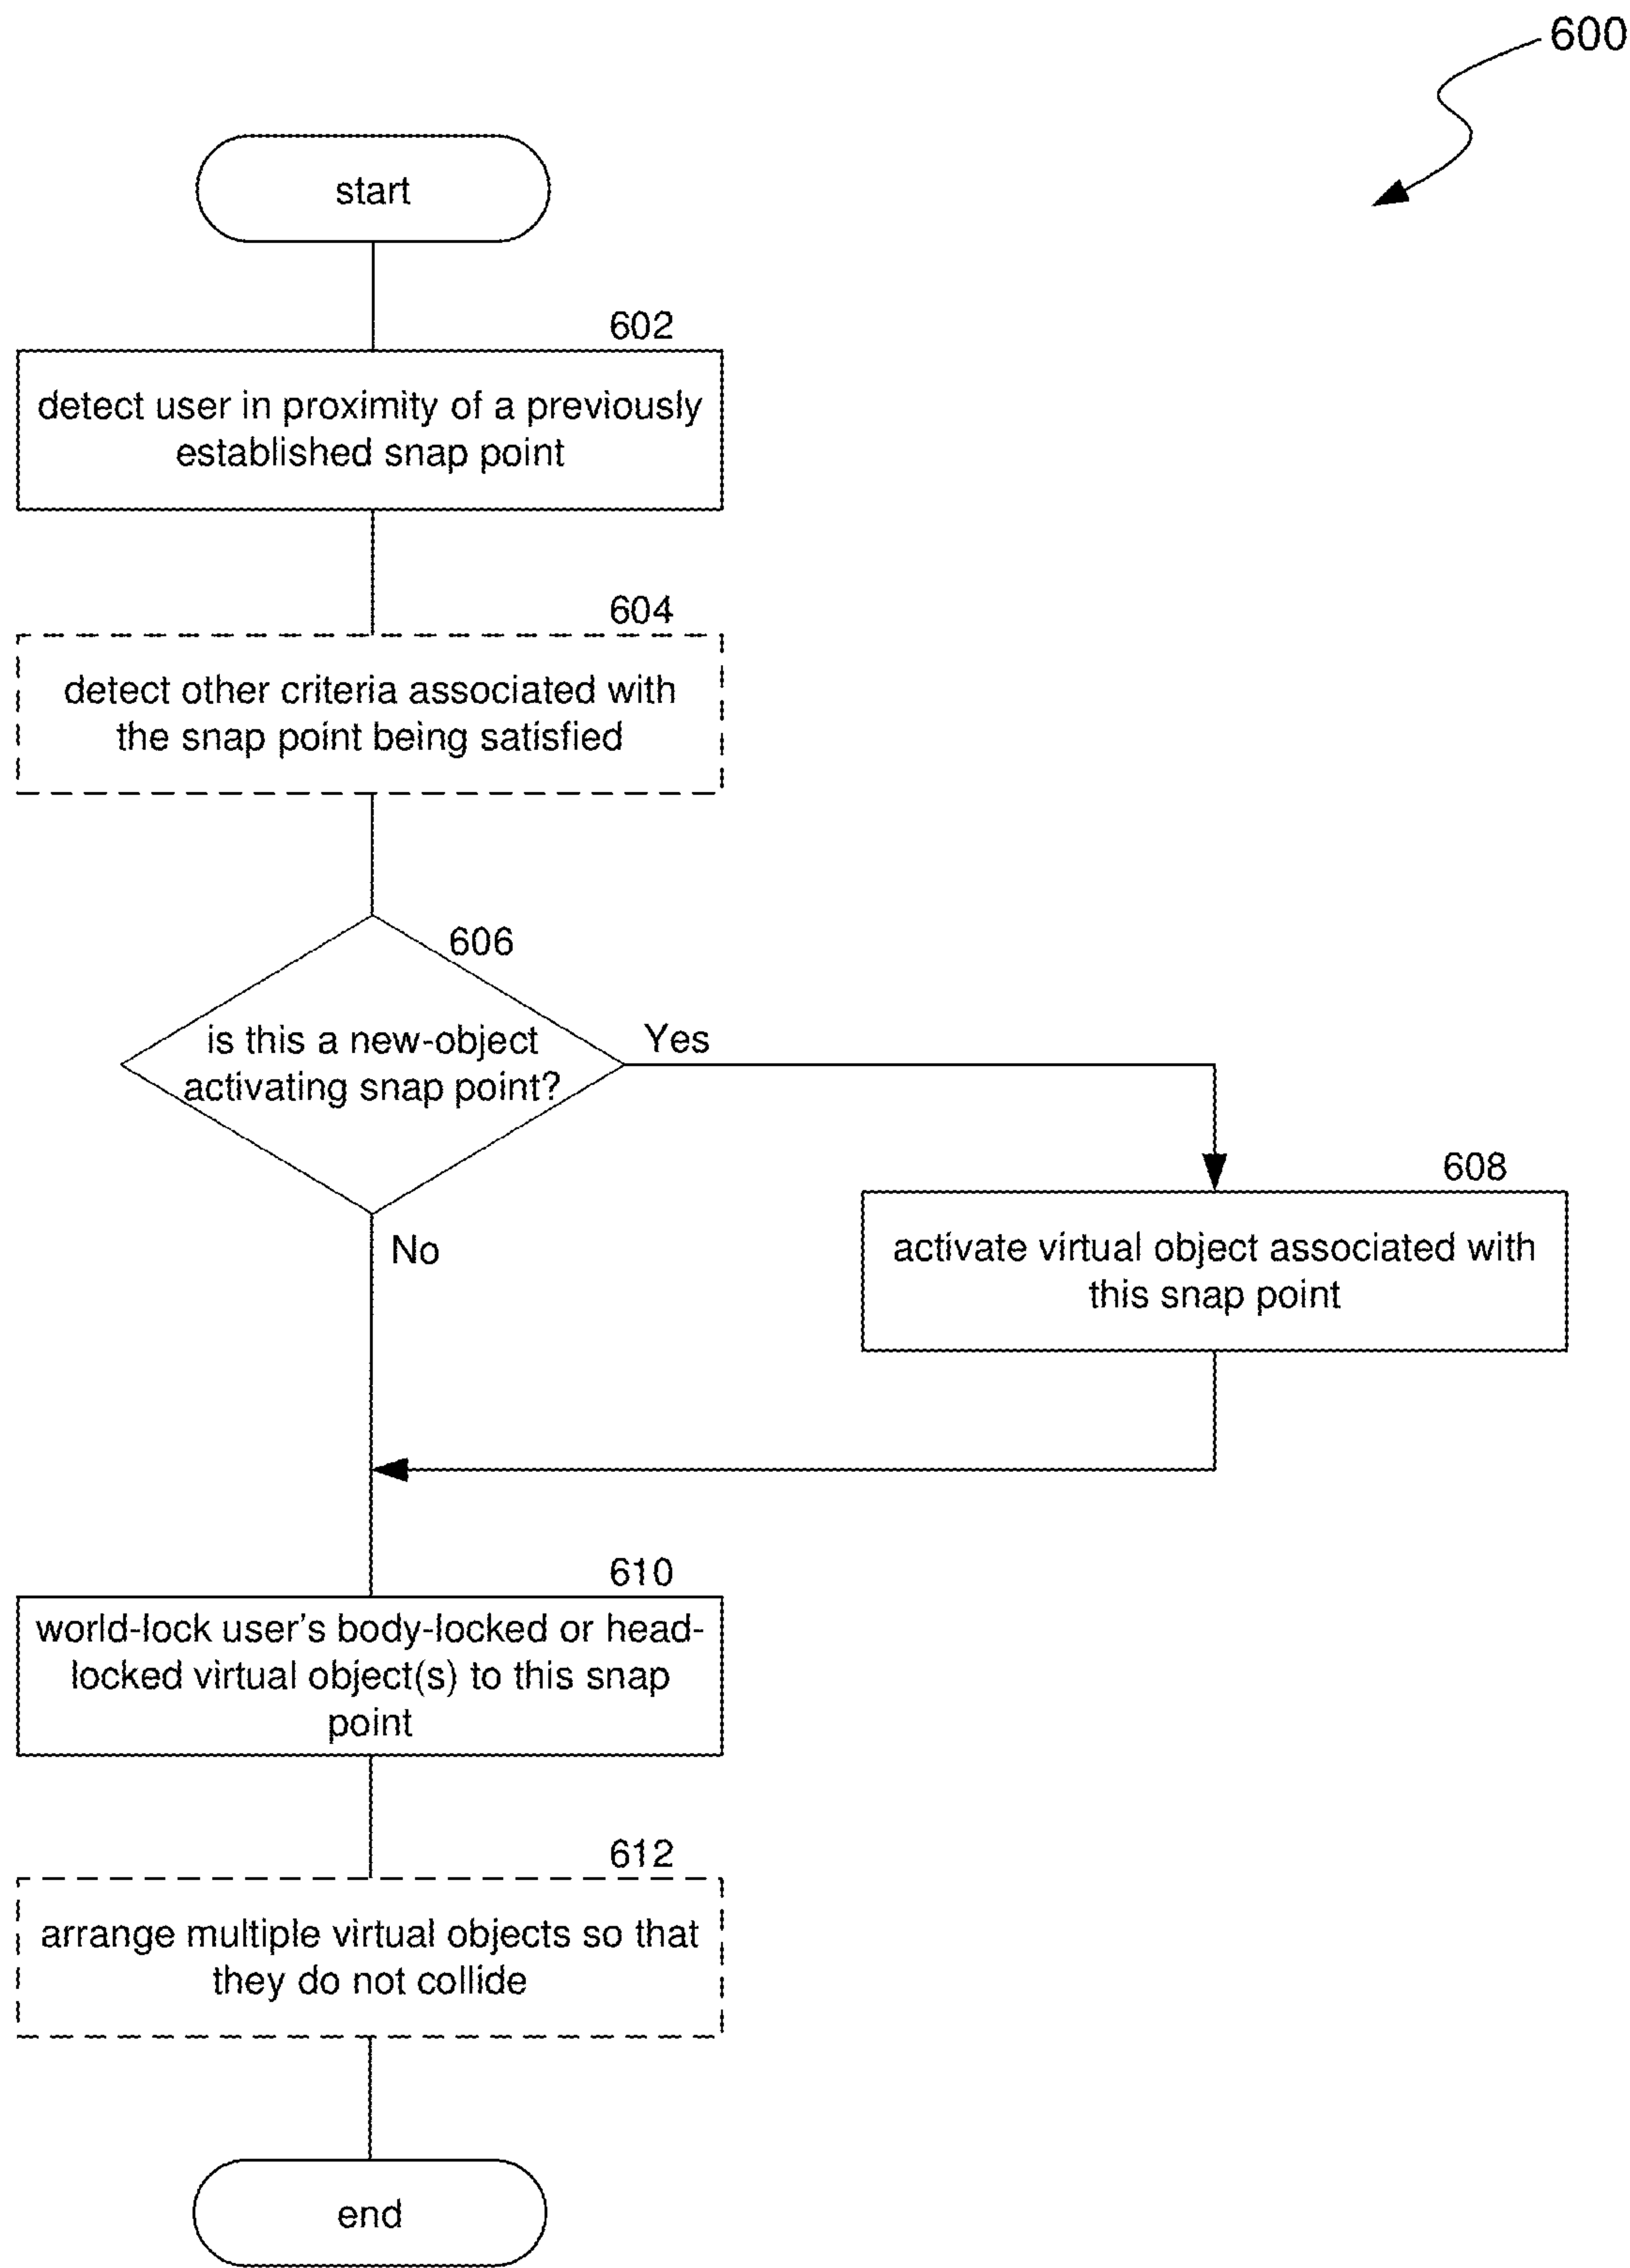 600
start
602
detect user in proximity of a previously
established snap point
604
detect other criteria associated with
the snap point being satisfied
606
is this a new-object
activating snap point?
Yes
No
608
activate virtual object associated with
this snap point
610
world-lock user's body-locked or head-
locked virtual object(s) to this snap
point
612
arrange multiple virtual objects so that
they do not collide
end